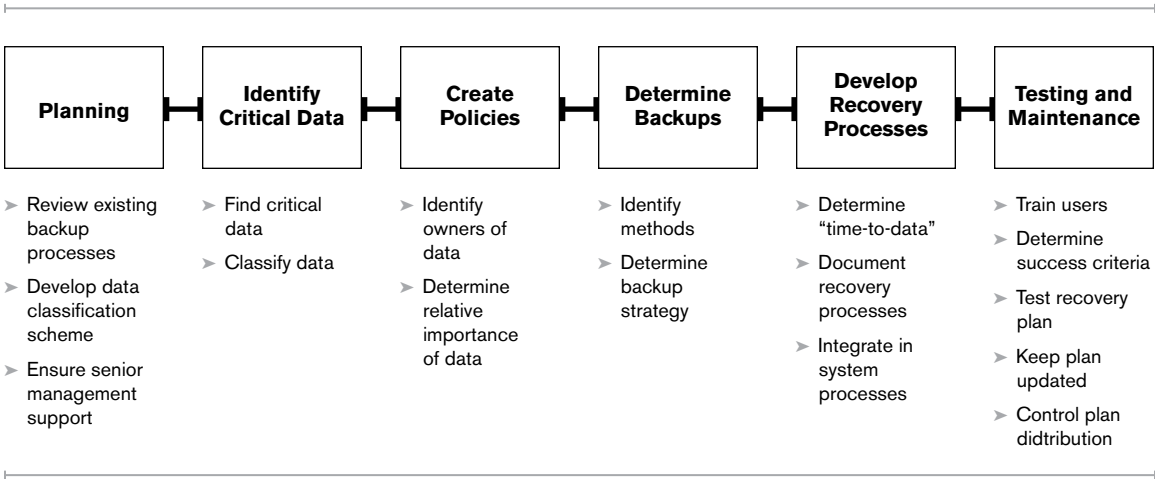 Planning
Identify
Critical Data
Create
Policies
Determine
Backups
Develop
Recovery
Processes
Testing and
Maintenance
➤ Review existing
backup
processes
➤ Develop data
classification
scheme
➤ Ensure senior
management
support
➤ Find critical
data
➤ Classify data
➤ Identify
owners of
data
➤ Determine
relative
importance
of data
➤ Identify
methods
➤ Determine
backup
strategy
➤ Determine
“time-to-data”
➤ Document
recovery
processes
➤ Integrate in
system
processes
➤ Train users
➤ Determine
success criteria
➤ Test recovery
plan
➤ Keep plan
updated
➤ Control plan
didtribution